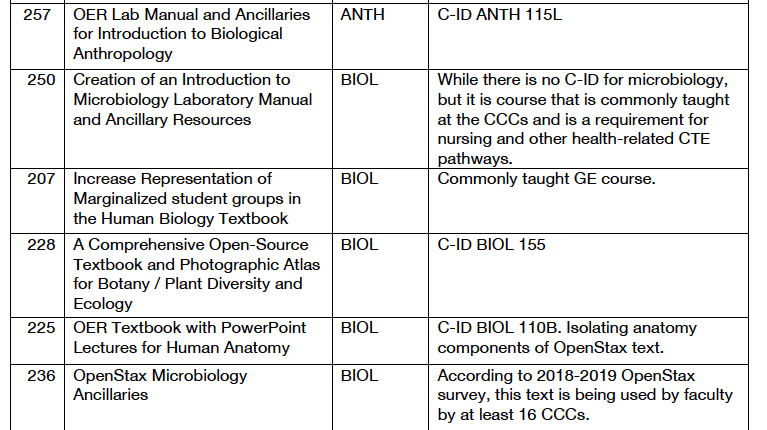 257 OER Lab Manual and Ancillaries ANTH C-ID ANTH 115L
for Introduction to Biological
Anthropology
250 Creation of an Introduction to BIOL While there is no C-ID for microbiology,
Microbiology Laboratory Manual but it is course that is commonly taught
and Ancillary Resources at the CCCs and is a requirement for
nursing and other health-related CTE
pathways.
207 Increase Representation of BIOL Commonly taught GE course.
Marginalized student groups in
the Human Biology Textbook
228 A Comprehensive Open-Source BIOL C-ID BIOL 155
Textbook and Photographic Atlas
for Botany / Plant Diversity and
Ecology
225 OER Textbook with PowerPoint BIOL C-ID BIOL 110B. Isolating anatomy
Lectures for Human Anatomy components of OpenStax text.
236 OpenStax Microbiology BIOL According to 2018-2019 OpenStax
Ancillaries survey, this text is being used by faculty
by at least 16 CCCs.